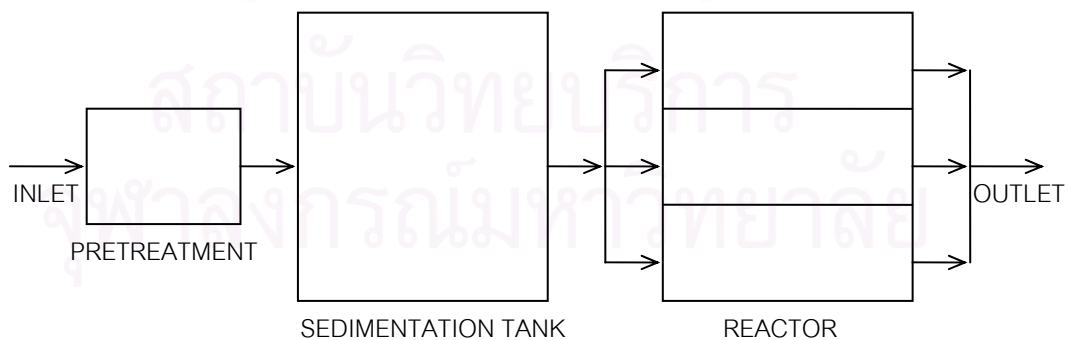 สถาบันวิทยบริการ
จุฬาลงกรณ์มหาวิทยาลัย
INLET
OUTLET
PRETREATMENT
SEDIMENTATION TANK
REACTOR